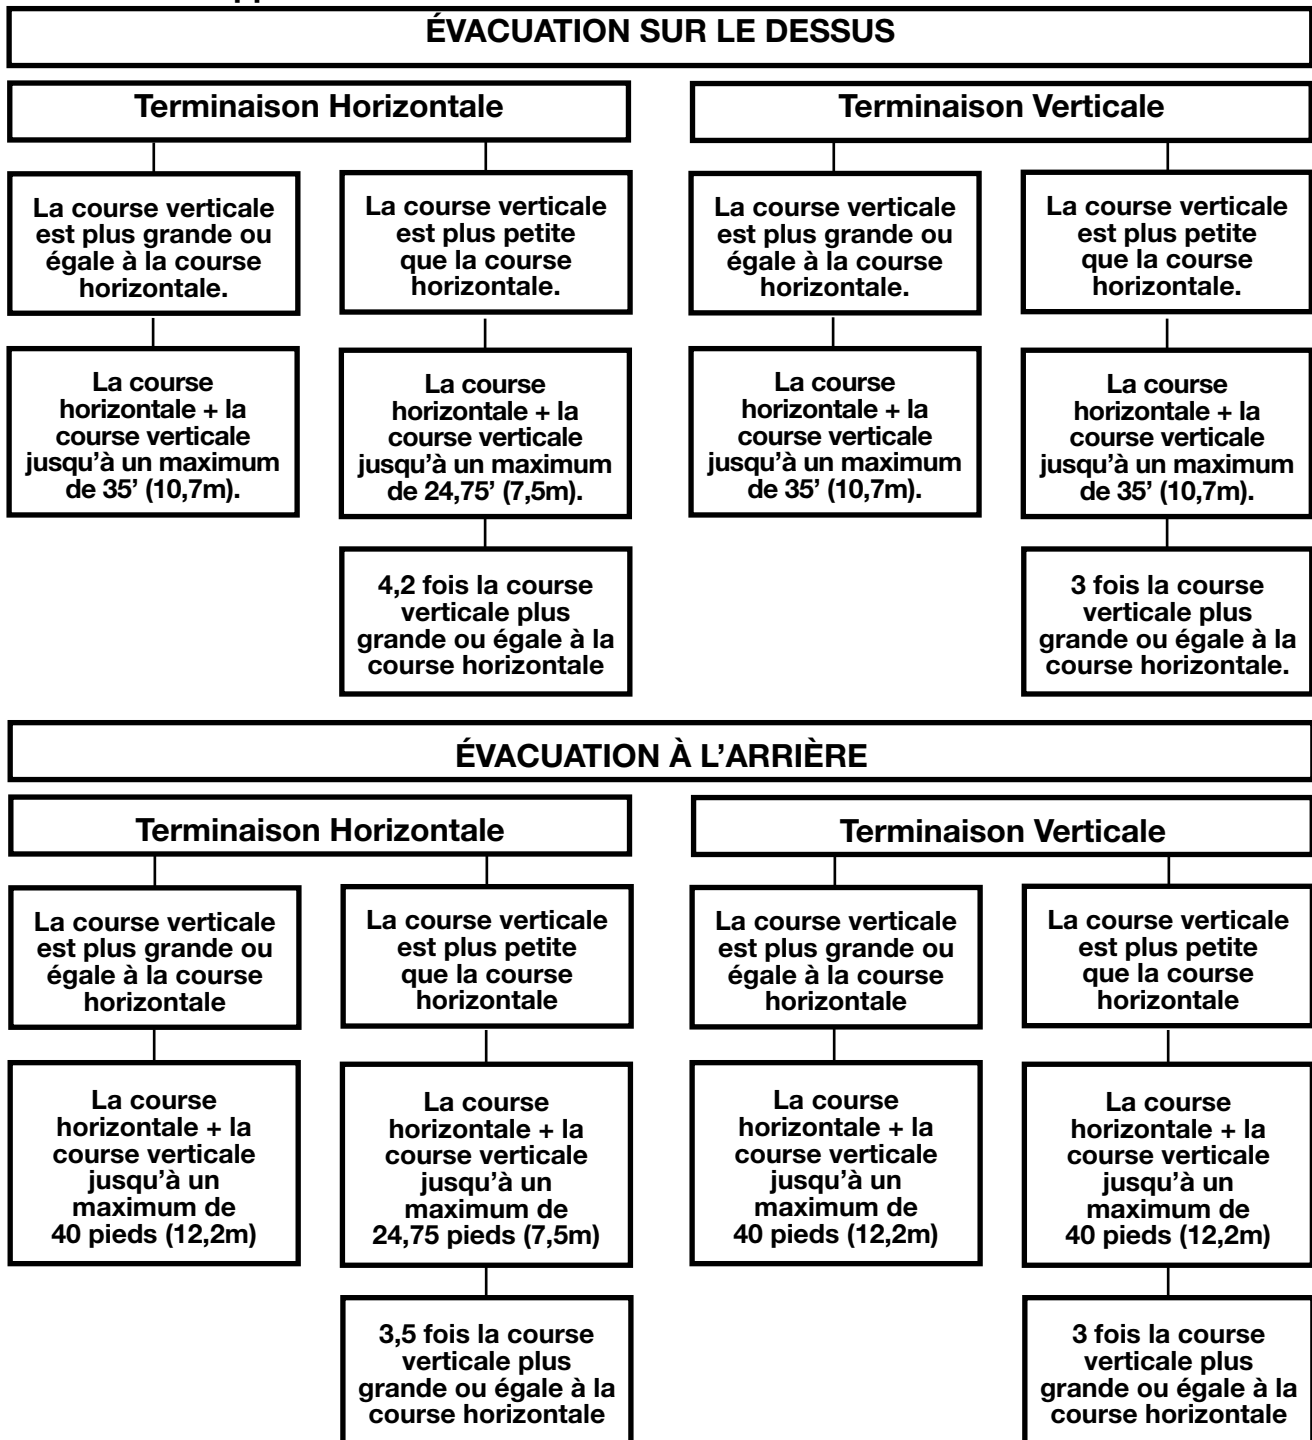 ÉVACUATION SUR LE DESSUS
Terminaison Horizontale
La course verticale
est plus grande ou
égale à la course
horizontale.
La course
horizontale + la
course verticale
jusqu'à un maximum
de 35’ (10,7m).
La course verticale
est plus petite
que la course
horizontale.
La course
horizontale + la
course verticale
jusqu'à un maximum
de 24,75’ (7,5m).
4,2 fois la course
verticale plus
grande ou égale à la
course horizontale
Terminaison Verticale
La course verticale
est plus grande ou
égale à la course
horizontale.
La course
horizontale + la
course verticale
jusqu'à un maximum
de 35’ (10,7m).
La course verticale
est plus petite
que la course
horizontale.
La course
horizontale + la
course verticale
jusqu'à un maximum
de 35’ (10,7m).
3 fois la course
verticale plus
grande ou égale à la
course horizontale.
ÉVACUATION À L’ARRIÈRE
Terminaison Horizontale
La course verticale
est plus grande ou
égale à la course
horizontale
La course
horizontale + la
course verticale
jusqu’à un
maximum de
40 pieds (12,2m)
La course verticale
est plus petite
que la course
horizontale
La course
horizontale + la
course verticale
jusqu’à un
maximum de
24,75 pieds (7,5m)
3,5 fois la course
verticale plus
grande ou égale à la
course horizontale
Terminaison Verticale
La course verticale
est plus grande ou
égale à la course
horizontale
La course
horizontale + la
course verticale
jusqu’à un
maximum de
40 pieds (12,2m)
La course verticale
est plus petite
que la course
horizontale
La course
horizontale + la
course verticale
jusqu’à un
maximum de
40 pieds (12,2m)
3 fois la course
verticale plus
grande ou égale à la
course horizontale